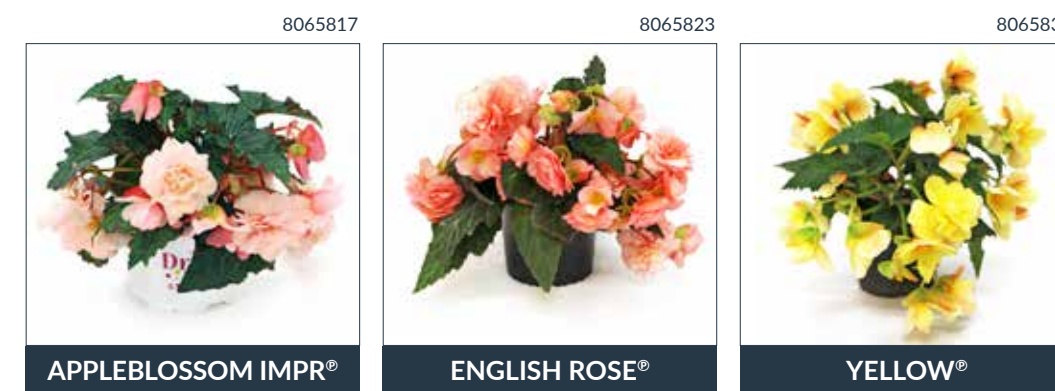 8065817
8065823
APPLEBLOSSOM IMPR℗
ENGLISH ROSE℗
YELLOW℗